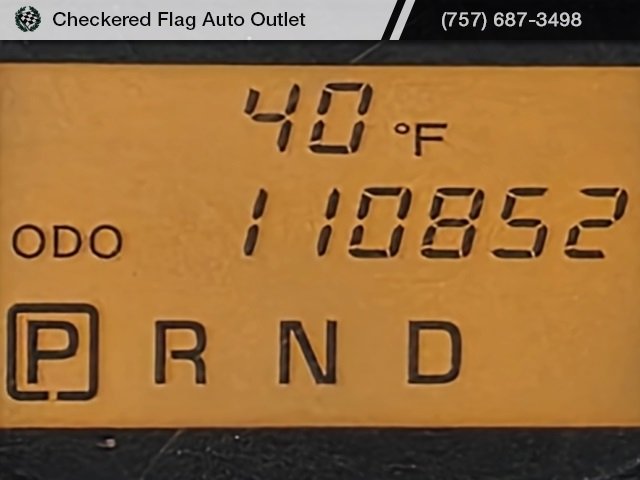 Checkered Flag Auto Outlet (757) 687-3498
40 °F
ODO 110852
P R N D